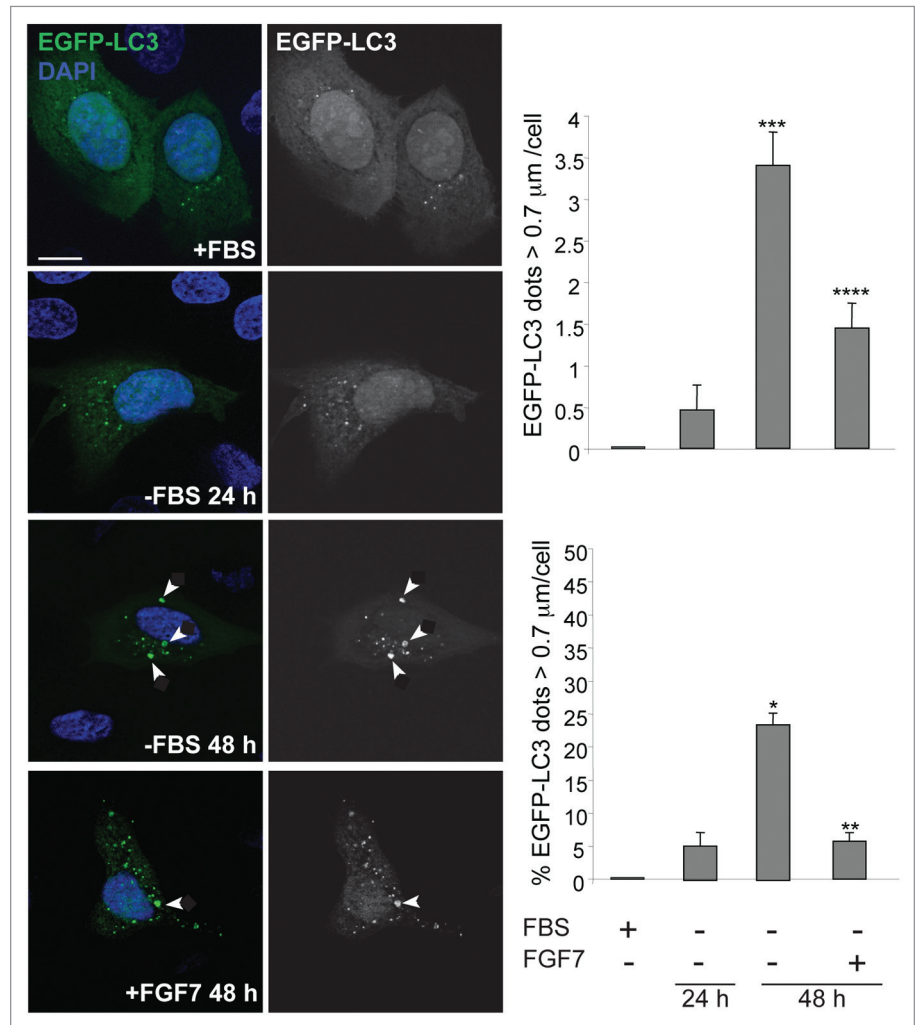 EGFP-LC3
DAPI
EGFP-LC3
+FBS
-FBS 24 h
-FBS 48 h
+FGF7 48 h
EGFP-LC3 dots > 0.7 μm /cell
4
3.5
3
2.5
2
1.5
1
0.5
0
***
****
% EGFP-LC3 dots > 0.7 μm/cell
50
45
40
35
30
25
20
15
10
5
0
*
**
FBS + - - -
FGF7 - - - +
24 h 48 h